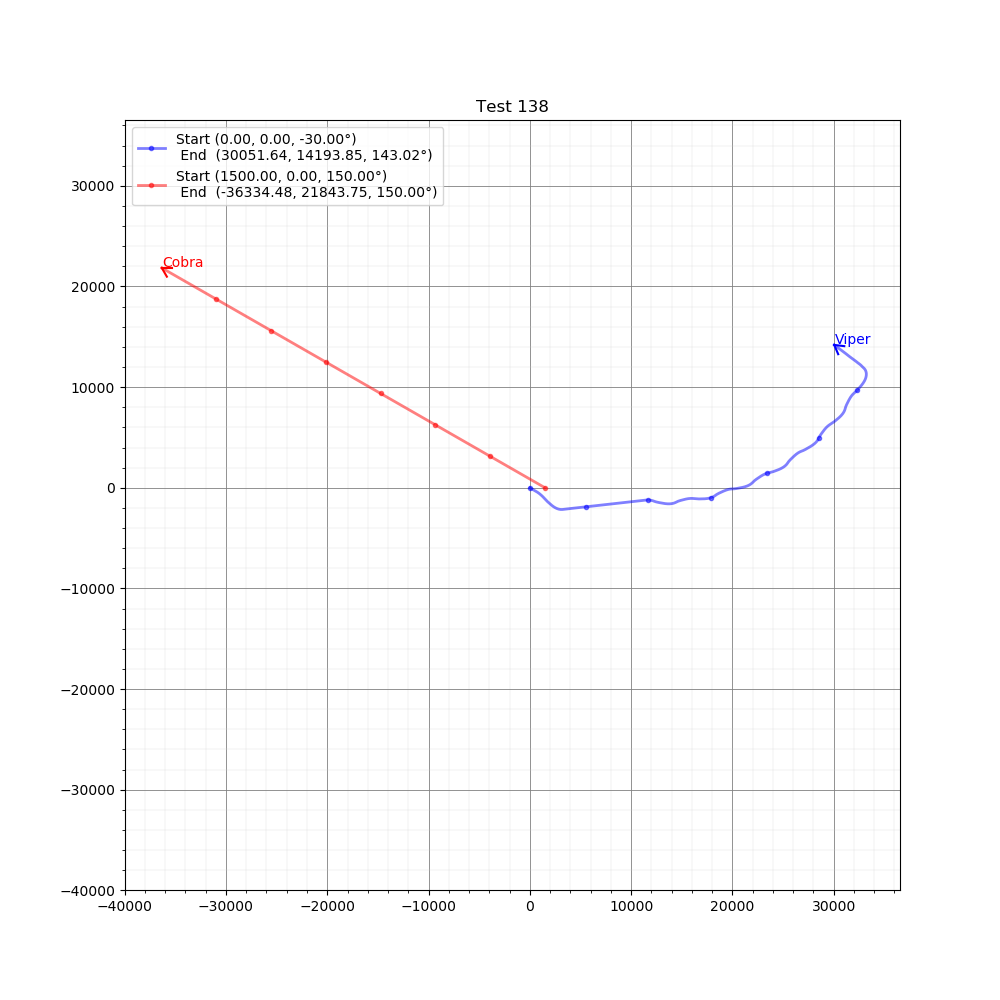 Test 138
Start (0.00, 0.00, -30.00°)
End  (30051.64, 14193.85, 143.02°)
Start (1500.00, 0.00, 150.00°)
End  (-36334.48, 21843.75, 150.00°)
30000
20000
10000
0
−10000
−20000
−30000
−40000
Cobra
Viper
−40000 −30000 −20000 −10000 0 10000 20000 30000